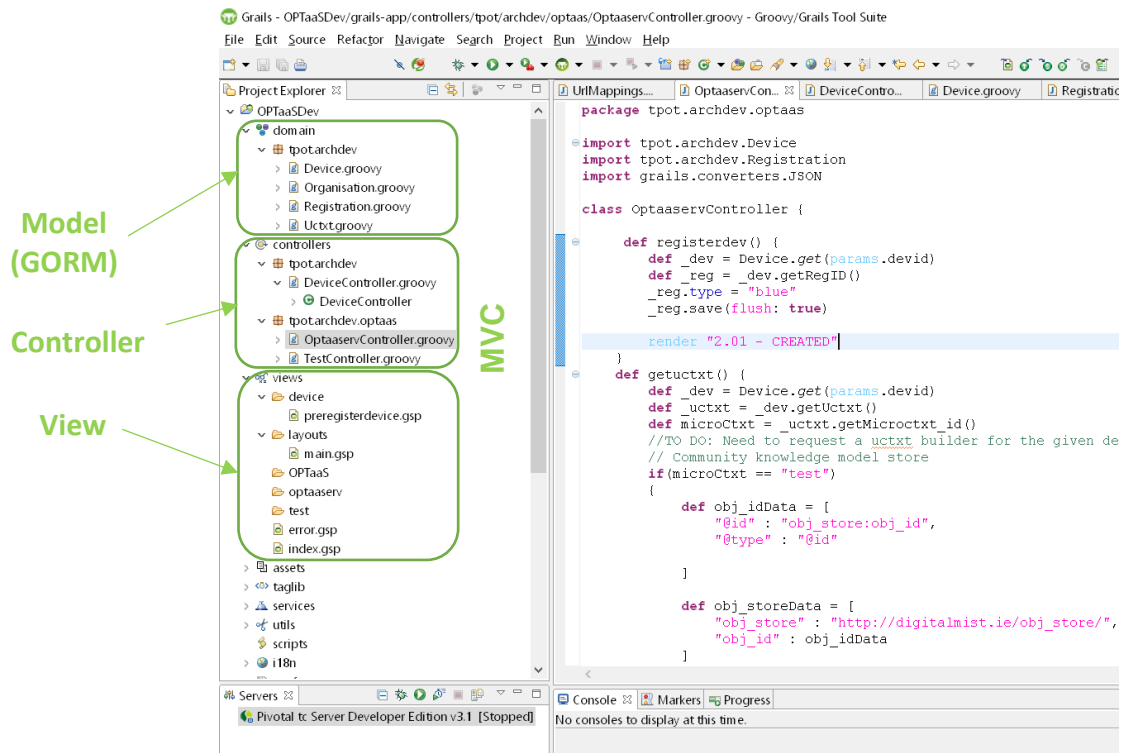 Grails - OPTaaSDev/grails-app/controllers/tpot/archdev/optaas/OptaaservController.groovy - Groovy/Grails Tool Suite
File Edit Source Refactor Navigate Search Project Run Window Help
Project Explorer
OPTaaSDev
domain
tpot.archdev
Device.groovy
Organisation.groovy
Registration.groovy
Uctxt.groovy
controllers
tpot.archdev
DeviceController.groovy
DeviceController
tpot.archdev.optaas
OptaaservController.groovy
TestController.groovy
views
device
preregisterdevice.gsp
layouts
main.gsp
OPTaaS
optaaserv
test
error.gsp
index.gsp
assets
taglib
services
utils
scripts
i18n
Model
(GORM)
Controller
View
MVC
UrlMappings.... OptaaservCon... DeviceContro... Device.groovy Registratic
package tpot.archdev.optaas
import tpot.archdev.Device
import tpot.archdev.Registration
import grails.converters.JSON
class OptaaservController {
def registerdev() {
def _dev = Device.get(params.devid)
def _reg = _dev.getRegID()
_reg.type = "blue"
_reg.save(flush: true)
render "2.01 - CREATED"
}
def getuctxt() {
def _dev = Device.get(params.devid)
def _uctxt = _dev.getUctxt()
def microCtxt = _uctxt.getMicroctxt_id()
//TO DO: Need to request a uctxt builder for the given de
// Community knowledge model store
if(microCtxt == "test")
{
def obj_idData = [
"@id" : "obj_store:obj_id",
"@type" : "@id"
]
def obj_storeData = [
"obj_store" : "http://digitalmist.ie/obj_store/",
"obj_id" : obj_idData
]
Servers
Pivotal tc Server Developer Edition v3.1 [Stopped]
Console Markers Progress
No consoles to display at this time.